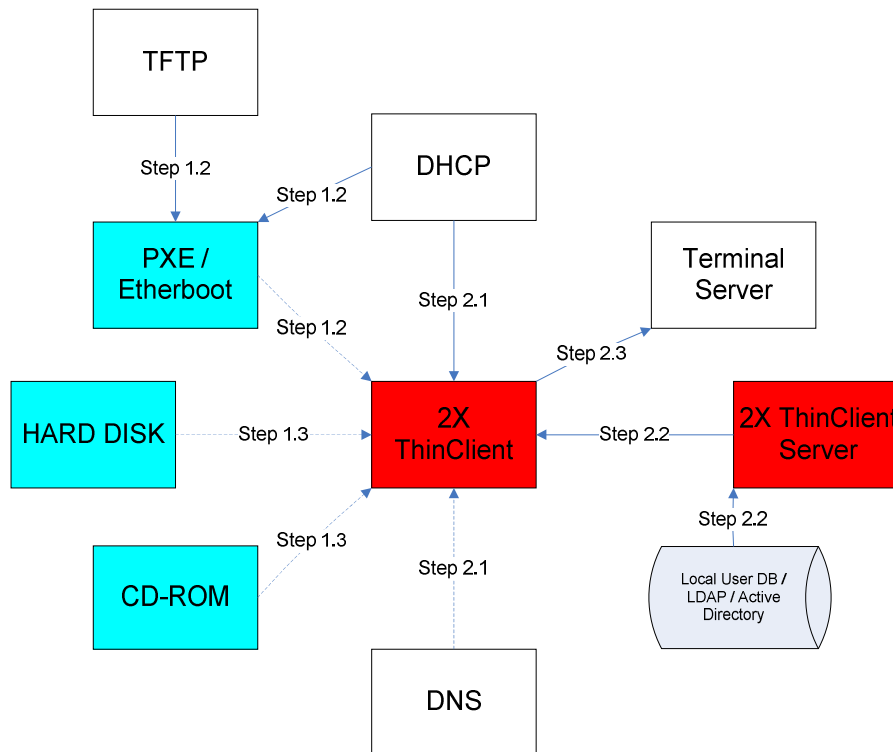 TFTP
Step 1.2
DHCP
Step 1.2
PXE /
Etherboot
Step 1.2
Step 2.1
Terminal
Server
Step 2.3
HARD DISK
Step 1.3
2X
ThinClient
Step 2.2
2X ThinClient
Server
Step 1.3
Step 2.1
Step 2.2
CD-ROM
Local User DB /
LDAP / Active
Directory
DNS